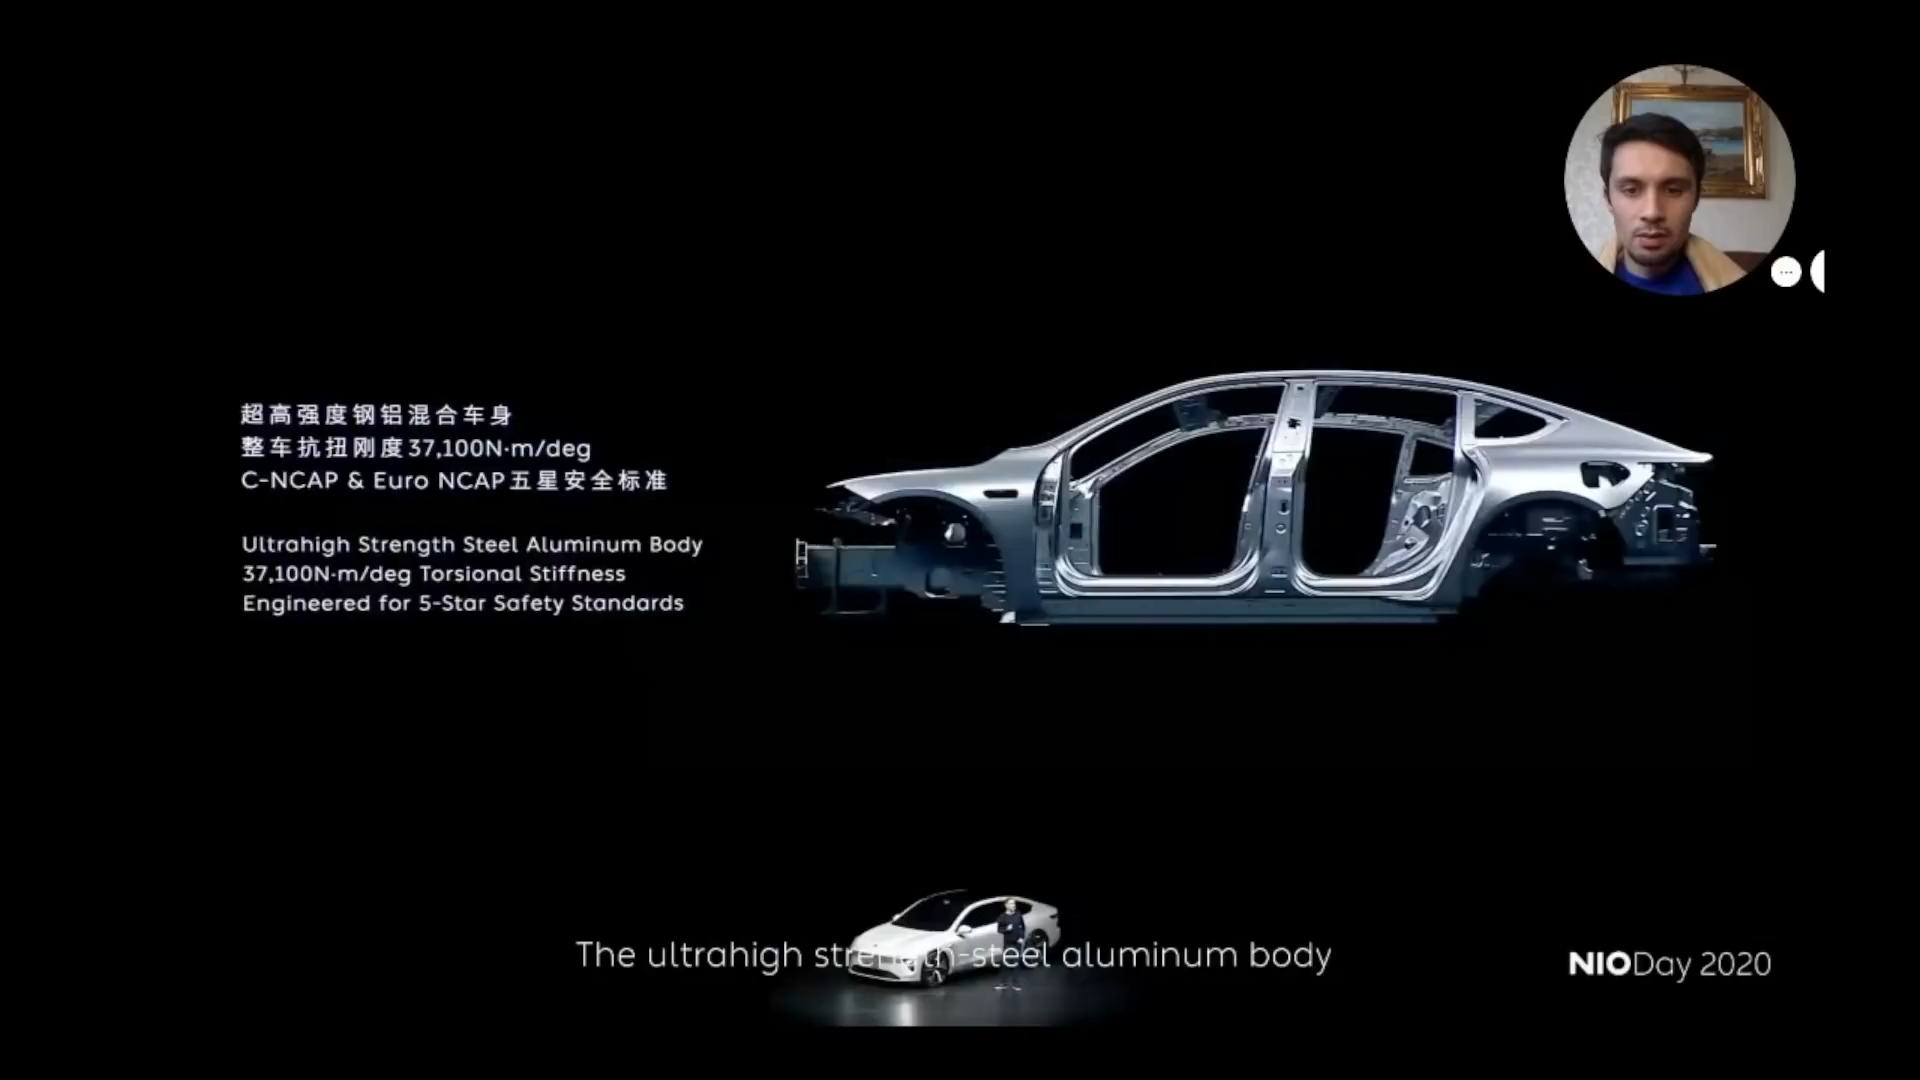 超高强度钢铝混合车身
整车抗扭刚度37,100N·m/deg
C-NCAP & Euro NCAP五星安全标准
Ultrahigh Strength Steel Aluminum Body
37,100N·m/deg Torsional Stiffness
Engineered for 5-Star Safety Standards
The ultrahigh strength-steel aluminum body
NIODay 2020